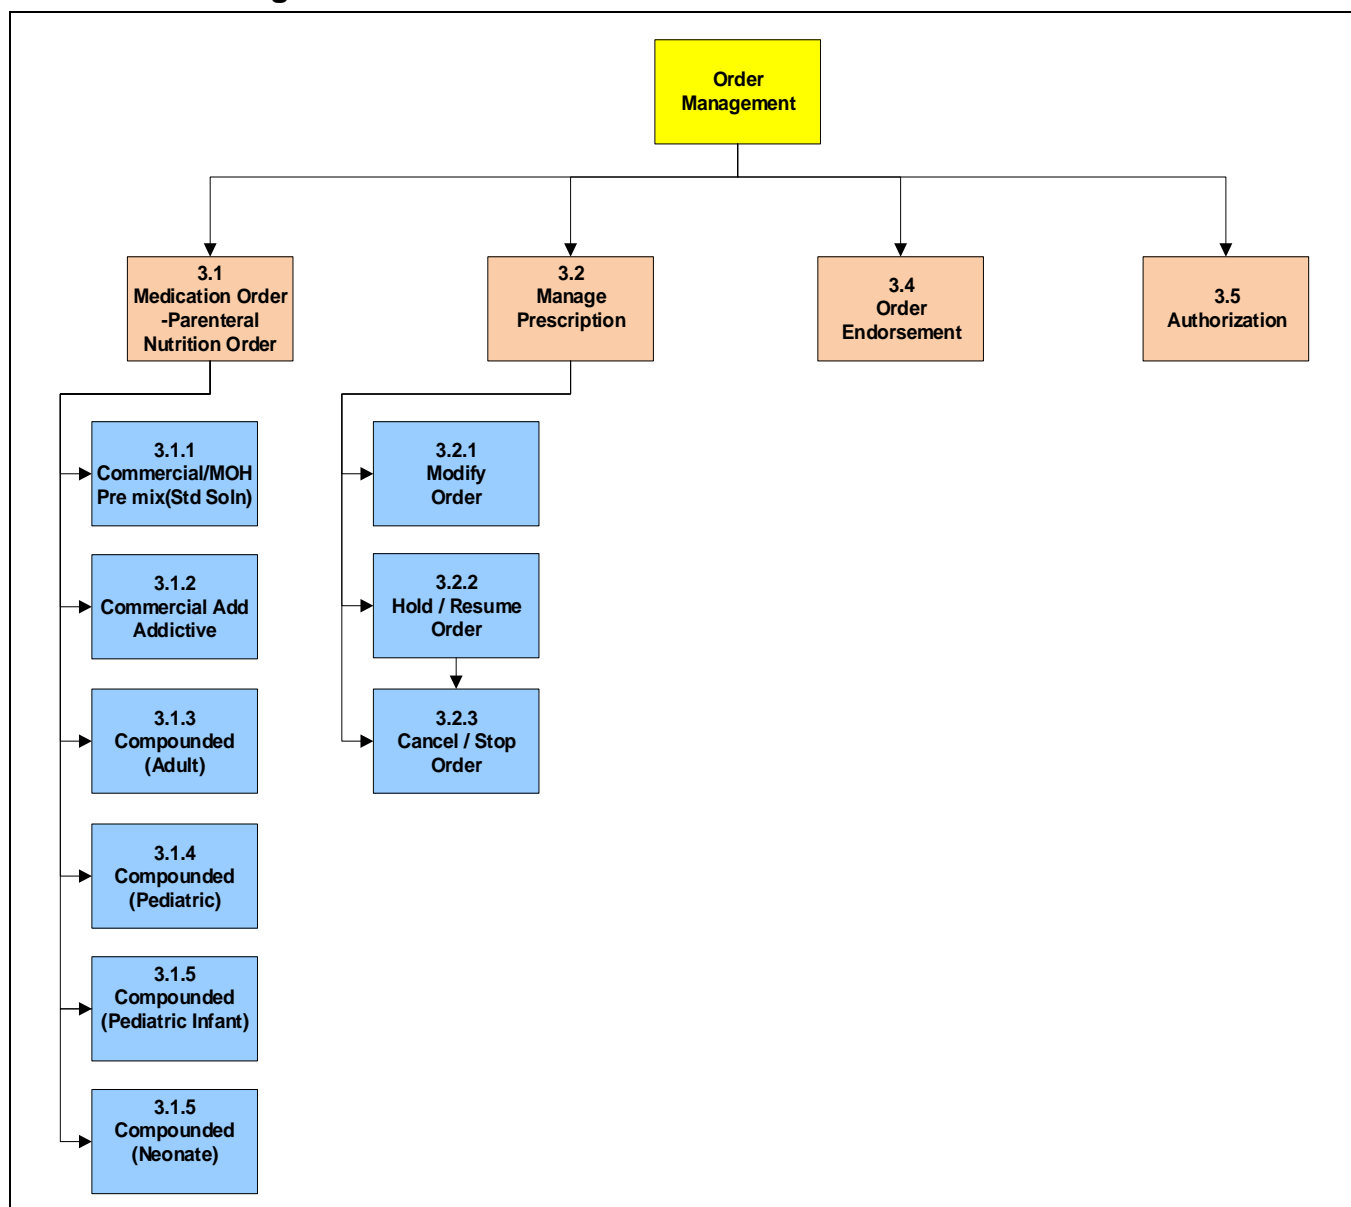 Order
Management
3.1
Medication Order
-Parenteral
Nutrition Order
3.2
Manage
Prescription
3.4
Order
Endorsement
3.5
Authorization
3.1.1
Commercial/MOH
Pre mix(Std Soln)
3.1.2
Commercial Add
Addictive
3.1.3
Compounded
(Adult)
3.1.4
Compounded
(Pediatric)
3.1.5
Compounded
(Pediatric Infant)
3.1.5
Compounded
(Neonate)
3.2.1
Modify
Order
3.2.2
Hold / Resume
Order
3.2.3
Cancel / Stop
Order